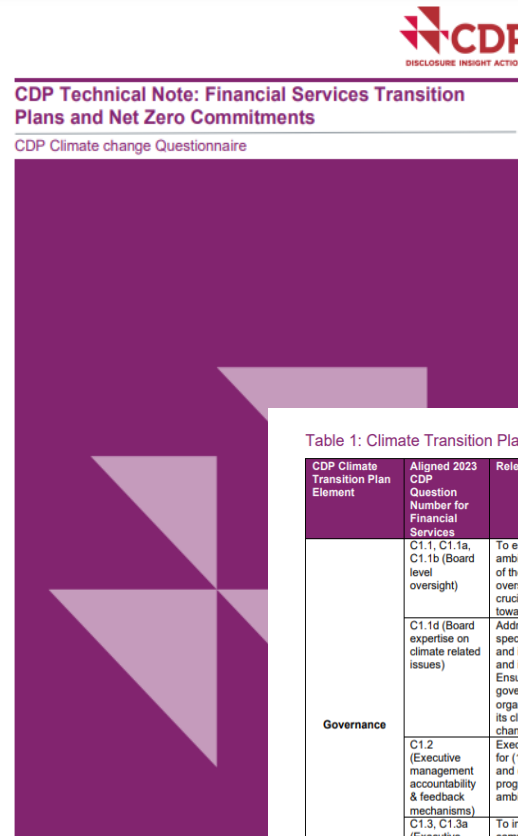 CDP
DISCLOSURE INSIGHT ACTIO
CDP Technical Note: Financial Services Transition
Plans and Net Zero Commitments
CDP Climate change Questionnaire
Table 1: Climate Transition Pla
CDP Climate
Transition Plan
Element
Aligned 2023
CDP
Question
Number for
Financial
Services
Rele
Governance
C1.1, C1.1a,
C1.1b (Board
level
oversight)
To e
amb
of th
over
cruci
towa
C1.1d (Board
expertise on
climate related
issues)
Addr
spec
and
and
Ensu
gove
orga
its cl
chan
C1.2
(Executive
management
accountability
& feedback
mechanisms)
Exec
for (
and
prog
amb
C1.3, C1.3a
(Executive
To in